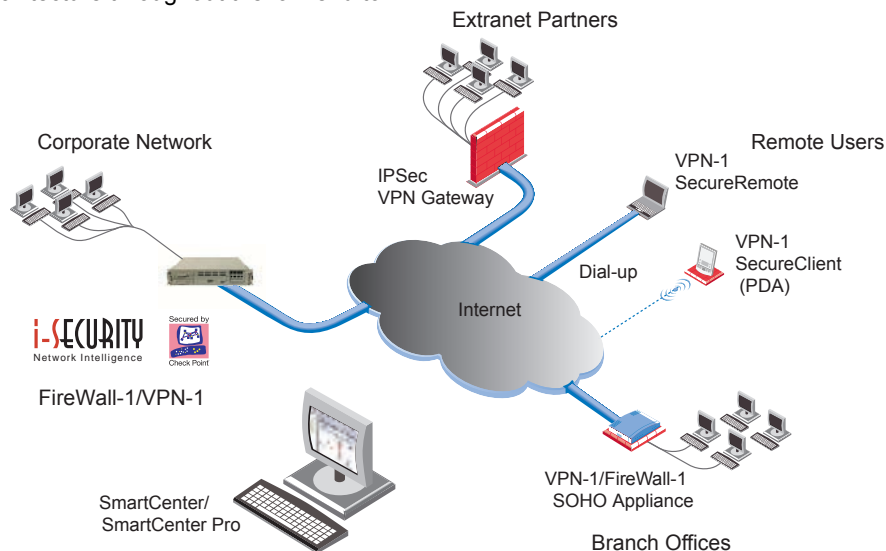 Extranet Partners
Corporate Network
Remote Users
VPN-1
SecureRemote
IPSec
VPN Gateway
VPN-1
SecureClient
(PDA)
Dial-up
Internet
i-SECURITY
Network Intelligence
Secured by
Check Point
FireWall-1/VPN-1
VPN-1/FireWall-1
SOHO Appliance
SmartCenter/
SmartCenter Pro
Branch Offices